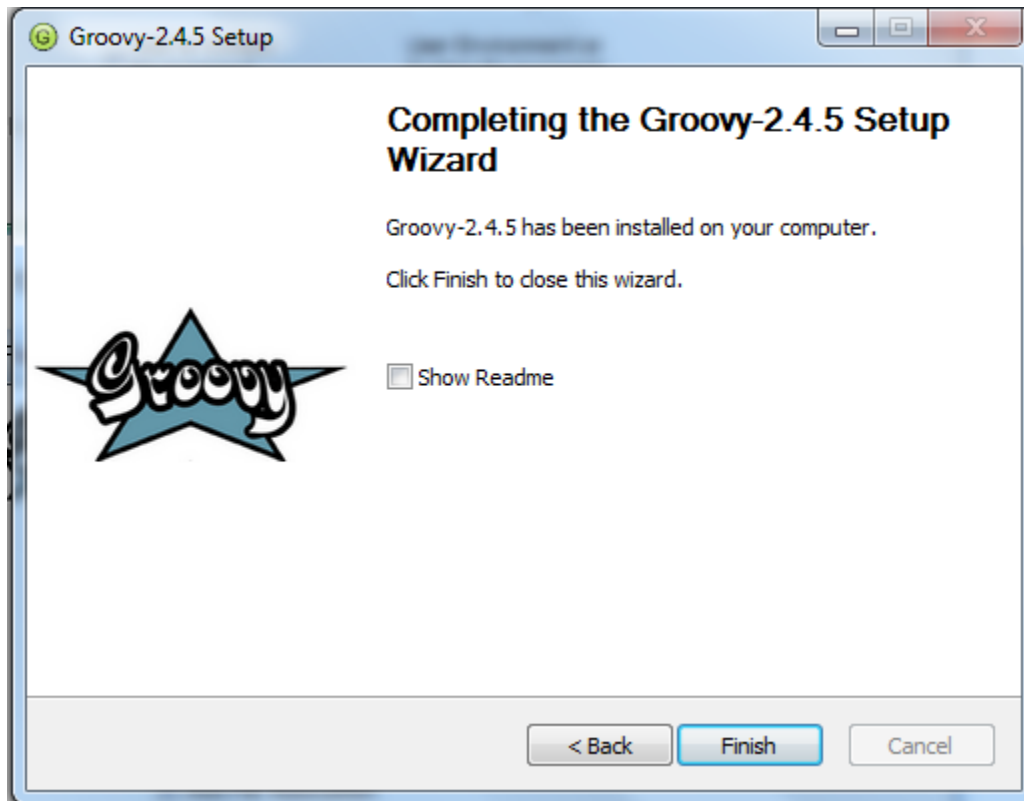 Groovy-2.4.5 Setup
Completing the Groovy-2.4.5 Setup
Wizard
Groovy-2.4.5 has been installed on your computer.
Click Finish to close this wizard.
Groovy
Show Readme
< Back
Finish
Cancel